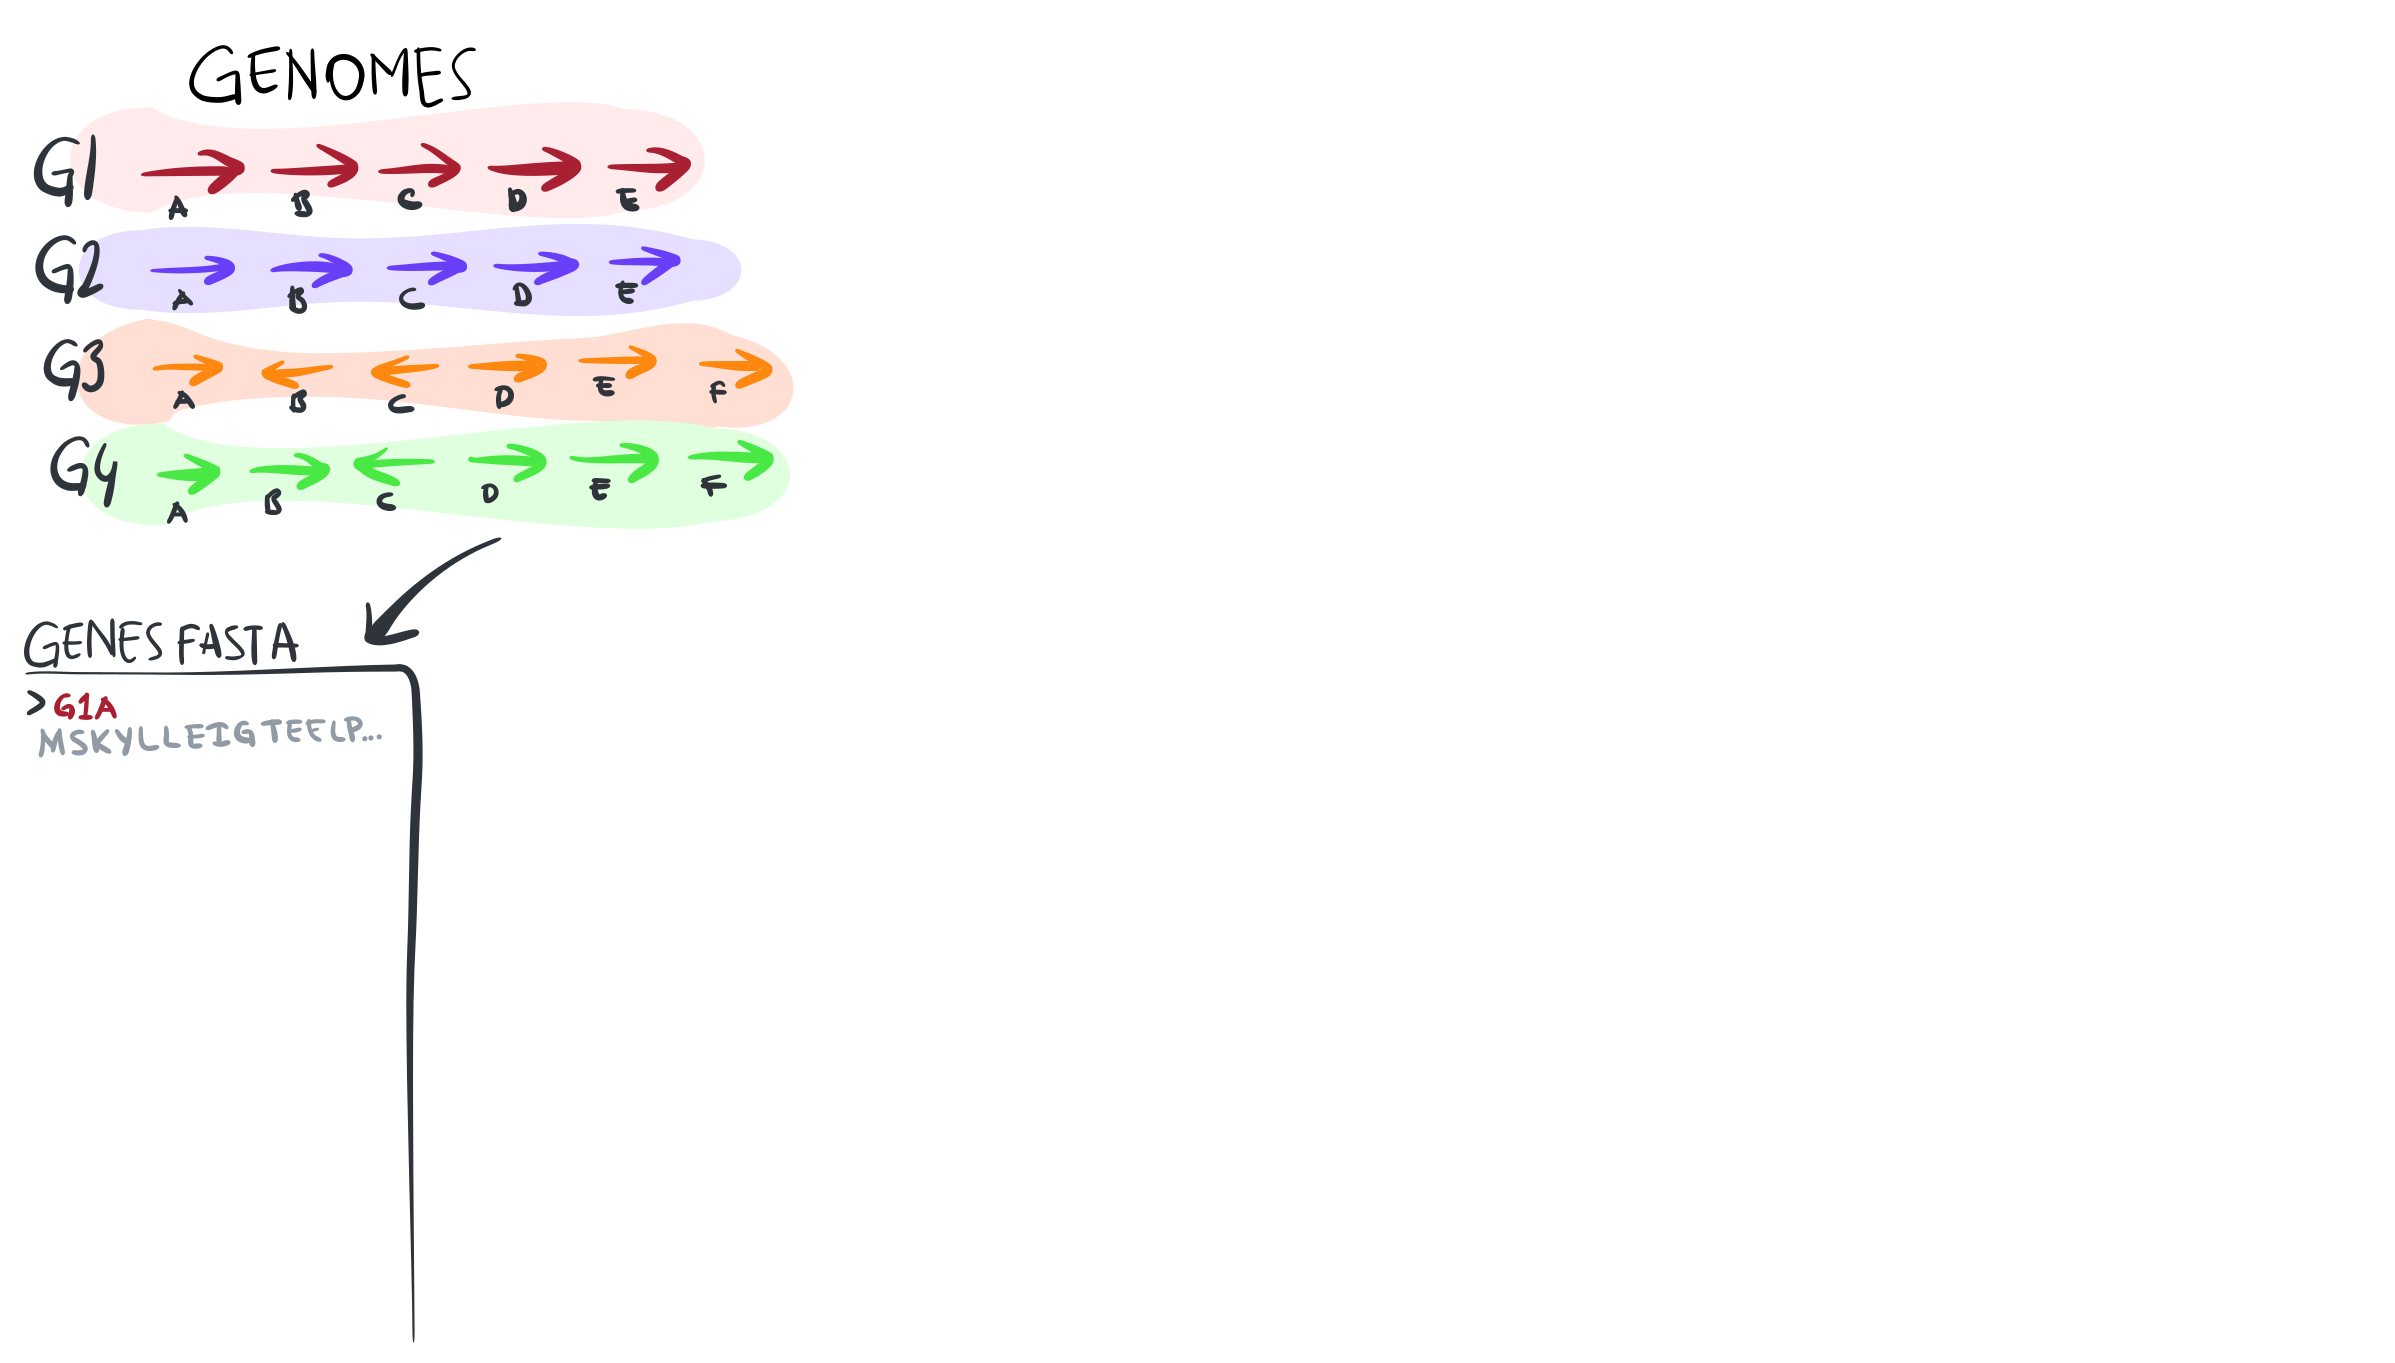 GENOMES
G1
A B C D E
G2
A B C D E
G3
A B C D E F
G4
A B C D E F
GENES FASTA
>G1A
MSKYLLEIGTEELP...